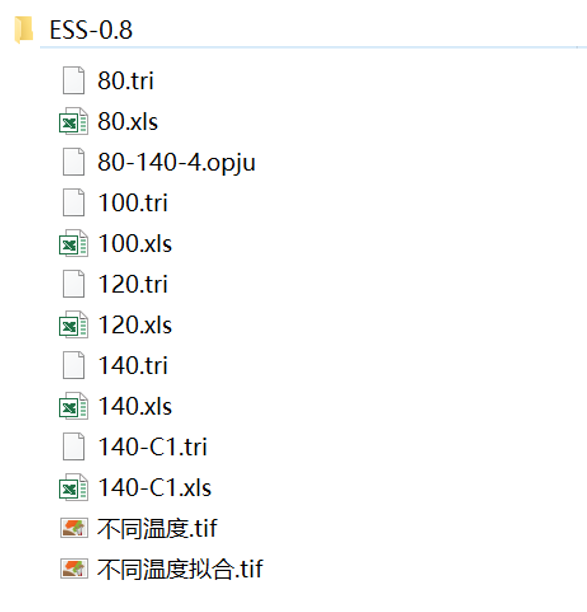 ESS-0.8
80.tri
80.xls
80-140-4.opju
100.tri
100.xls
120.tri
120.xls
140.tri
140.xls
140-C1.tri
140-C1.xls
不同温度.tif
不同温度拟合.tif